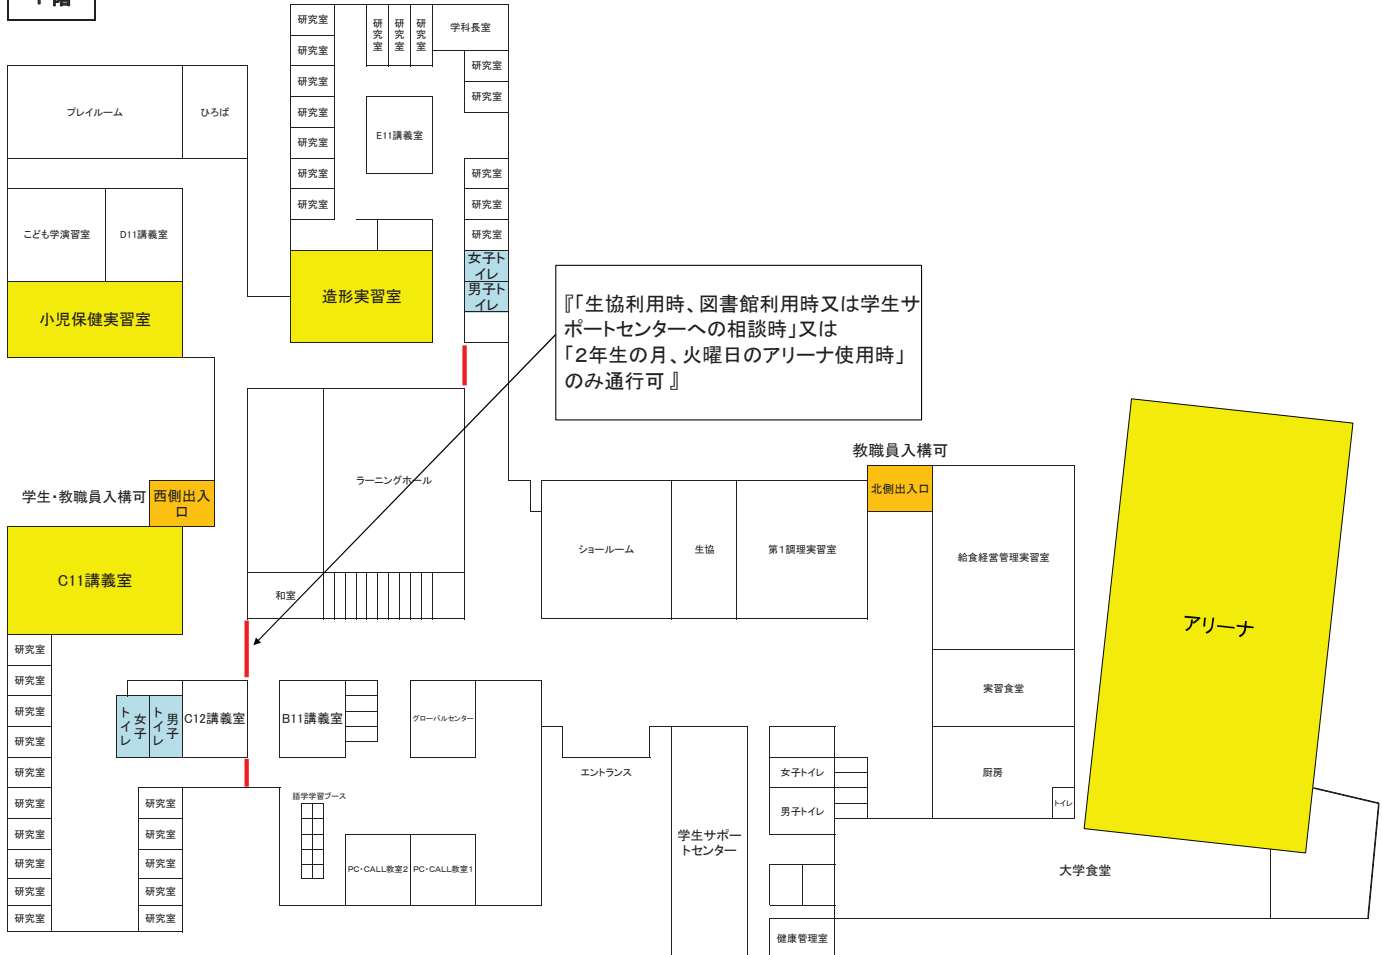 1階
研究室
研究室
研究室
研究室
研究室
研究室
研究室
研究室
研究室
研究室
学科長室
研究室
研究室
E11講義室
研究室
研究室
研究室
女子ト
イレ
男子ト
イレ
造形実習室
プレイルーム
ひろば
こども学演習室
D11講義室
小児保健実習室
『「生協利用時、図書館利用時又は学生サ
ポートセンターへの相談時」又は
「2年生の月、火曜日のアリーナ使用時」
のみ通行可 』
学生・教職員入構可
西側出入
口
C11講義室
ラーニングホール
和室
ショールーム
生協
第1調理実習室
教職員入構可
北側出入口
給食経営管理実習室
実習食堂
厨房
トイレ
アリーナ
研究室
研究室
研究室
研究室
研究室
研究室
研究室
研究室
研究室
研究室
女子
トイレ
男子
トイレ
C12講義室
B11講義室
グローバルセンター
研究室
研究室
研究室
研究室
研究室
語学学習ブース
PC・CALL教室2
PC・CALL教室1
エントランス
学生サポー
トセンター
女子トイレ
男子トイレ
健康管理室
大学食堂